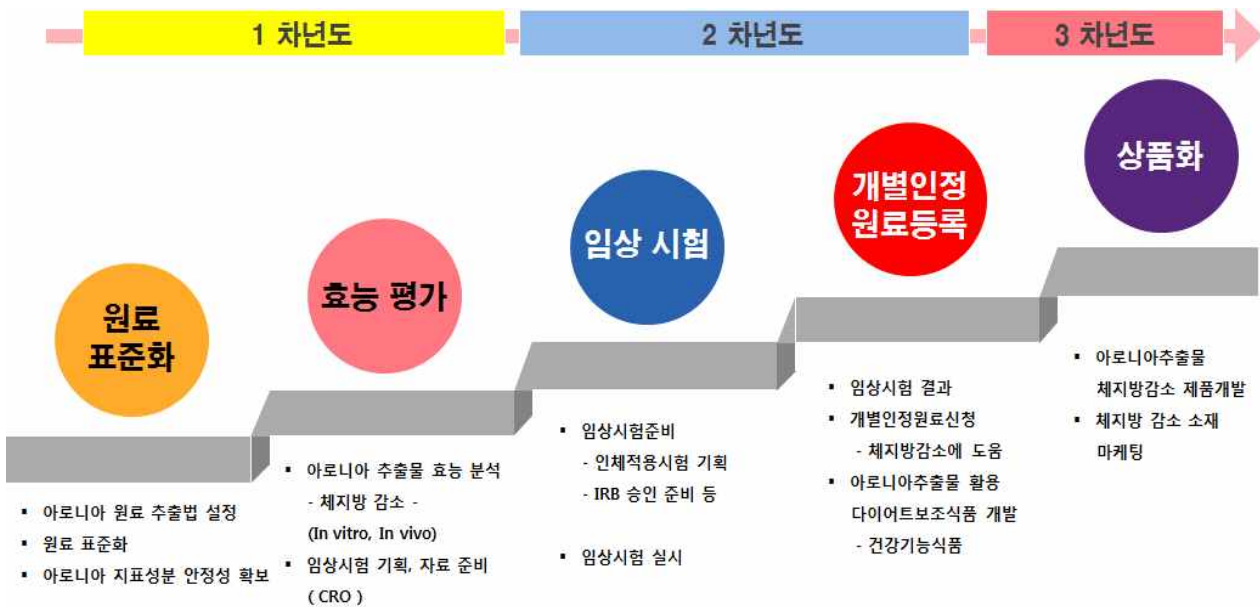 1 차년도
2 차년도
3 차년도
원료
표준화
▪ 아로니아 원료 추출법 설정
▪ 원료 표준화
▪ 아로니아 지표성분 안정성 확보
효능 평가
▪ 아로니아 추출물 효능 분석
- 체지방 감소 -
(In vitro, In vivo)
▪ 임상시험 기획, 자료 준비
( CRO )
임상 시험
▪ 임상시험준비
- 인체적용시험 기획
- IRB 승인 준비 등
▪ 임상시험 실시
개별인정
원료등록
▪ 임상시험 결과
▪ 개별인정원료신청
- 체지방감소에 도움
▪ 아로니아추출물 활용
다이어트보조식품 개발
- 건강기능식품
상품화
▪ 아로니아추출물
체지방감소 제품개발
▪ 체지방 감소 소재
마케팅